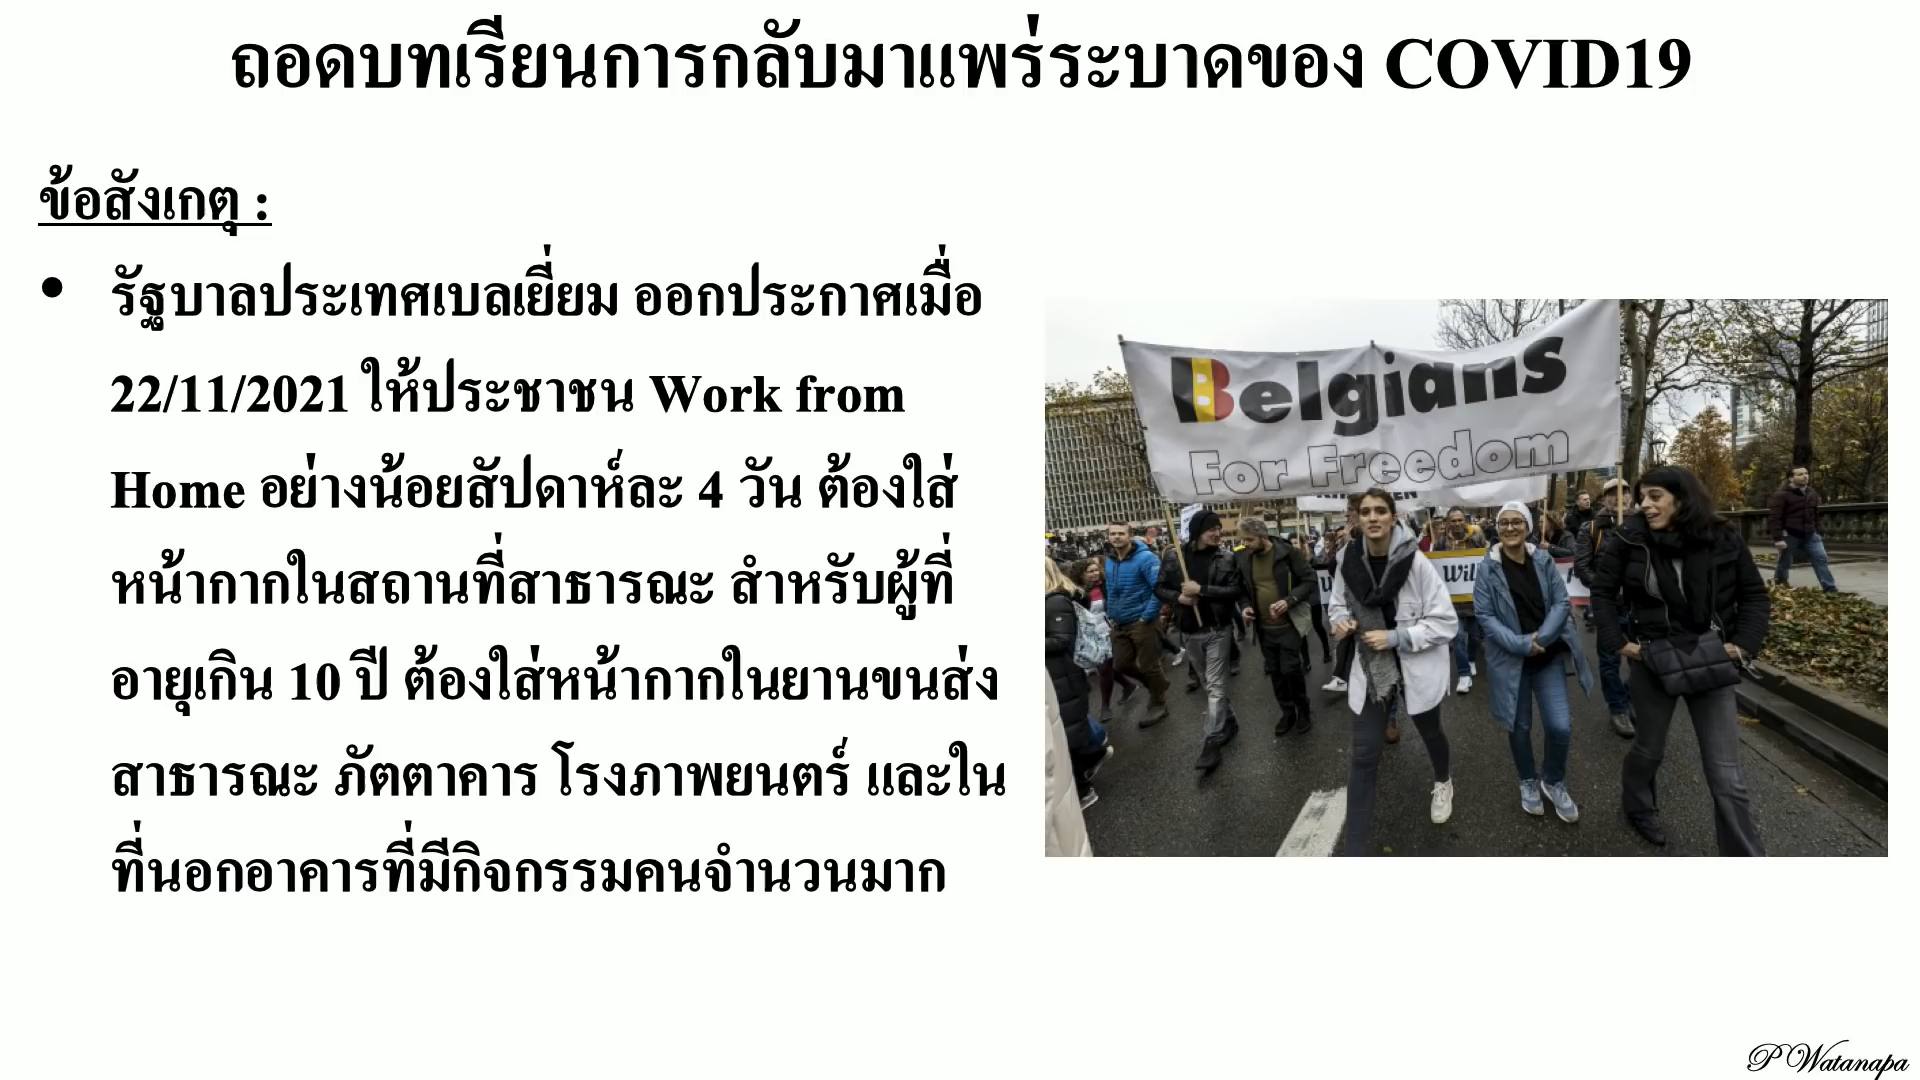 ถอดบทเรียนการกลับมาแพร่ระบาดของ COVID19
ข้อสังเกตุ :
• รัฐบาลประเทศเบลเยี่ยม ออกประกาศเมื่อ
22/11/2021 ให้ประชาชน Work from
Home อย่างน้อยสัปดาห์ละ 4 วัน ต้องใส่
หน้ากากในสถานที่สาธารณะ สำหรับผู้ที่
อายุเกิน 10 ปี ต้องใส่หน้ากากในยานขนส่ง
สาธารณะ ภัตตาคาร โรงภาพยนตร์ และใน
ที่นอกอาคารที่มีกิจกรรมคนจำนวนมาก
Belgians
For Freedom
P Watanapa